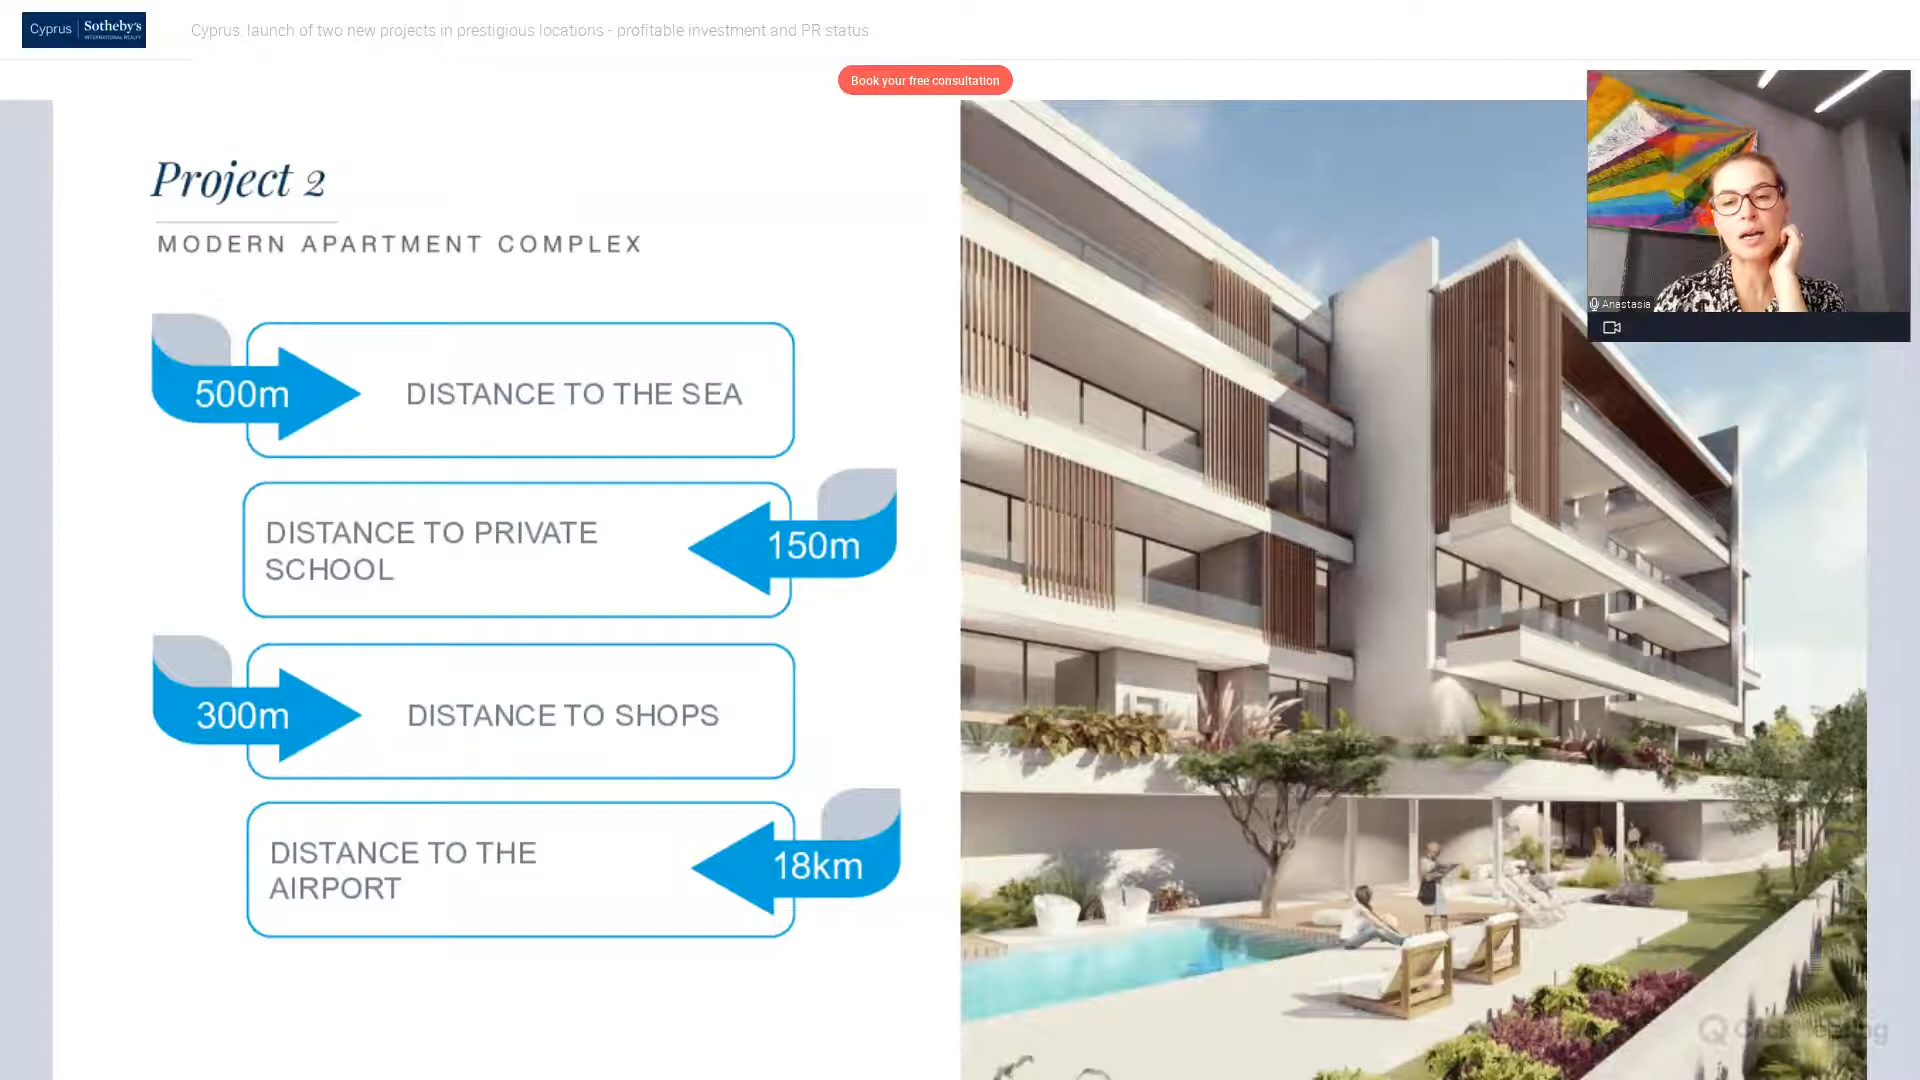 Cyprus Sotheby's
INTERNATIONAL REALTY
Cyprus: launch of two new projects in prestigious locations - profitable investment and PR status
Book your free consultation
Anastasia
Project 2
MODERN APARTMENT COMPLEX
500m
DISTANCE TO THE SEA
DISTANCE TO PRIVATE
SCHOOL
150m
300m
DISTANCE TO SHOPS
DISTANCE TO THE
AIRPORT
18km
ClickMeeting